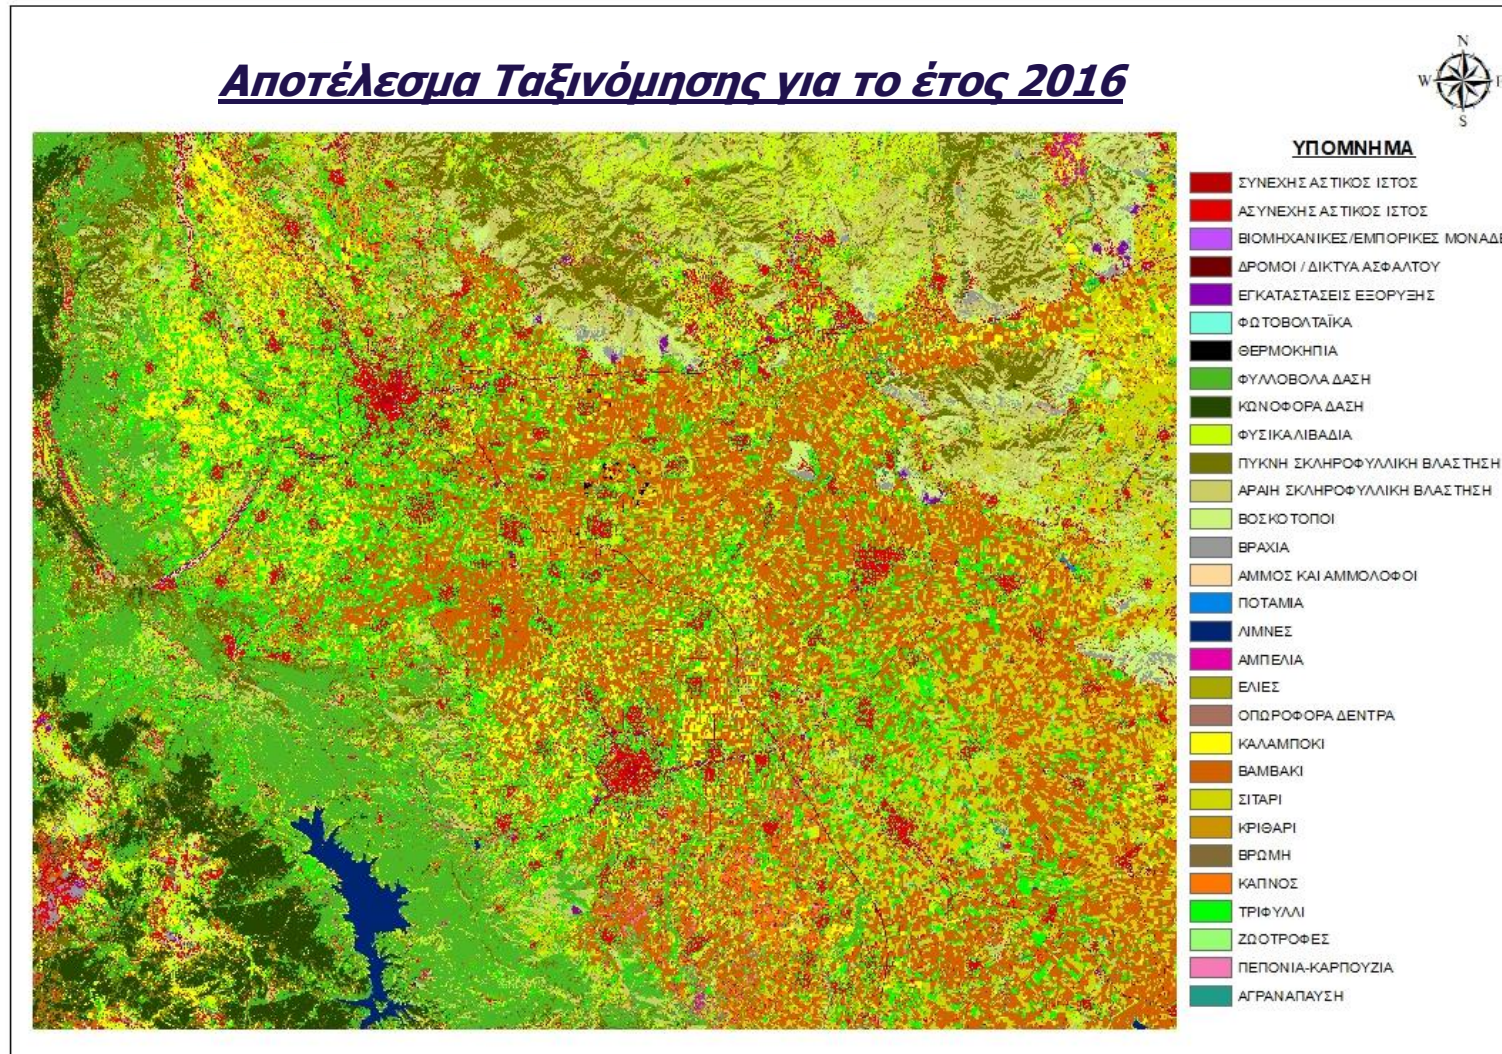 Αποτέλεσμα Ταξινόμησης για το έτος 2016
N
W E
S
ΥΠΟΜΝΗΜΑ
ΣΥΝΕΧΗΣ ΑΣΤΙΚΟΣ ΙΣΤΟΣ
ΑΣΥΝΕΧΗΣ ΑΣΤΙΚΟΣ ΙΣΤΟΣ
ΒΙΟΜΗΧΑΝΙΚΕΣ/ΕΜΠΟΡΙΚΕΣ ΜΟΝΑΔΕ
ΔΡΟΜΟΙ / ΔΙΚΤΥΑ ΑΣΦΑΛΤΟΥ
ΕΓΚΑΤΑΣΤΑΣΕΙΣ ΕΞΟΡΥΞΗΣ
ΦΩΤΟΒΟΛΤΑΪΚΑ
ΘΕΡΜΟΚΗΠΙΑ
ΦΥΛΛΟΒΟΛΑ ΔΑΣΗ
ΚΩΝΟΦΟΡΑ ΔΑΣΗ
ΦΥΣΙΚΑ ΛΙΒΑΔΙΑ
ΠΥΚΝΗ ΣΚΛΗΡΟΦΥΛΛΙΚΗ ΒΛΑΣΤΗΣΗ
ΑΡΑΙΗ ΣΚΛΗΡΟΦΥΛΛΙΚΗ ΒΛΑΣΤΗΣΗ
ΒΟΣΚΟΤΟΠΟΙ
ΒΡΑΧΙΑ
ΑΜΜΟΣ ΚΑΙ ΑΜΜΟΛΟΦΟΙ
ΠΟΤΑΜΙΑ
ΛΙΜΝΕΣ
ΑΜΠΕΛΙΑ
ΕΛΙΕΣ
ΟΠΩΡΟΦΟΡΑ ΔΕΝΤΡΑ
ΚΑΛΑΜΠΟΚΙ
ΒΑΜΒΑΚΙ
ΣΙΤΑΡΙ
ΚΡΙΘΑΡΙ
ΒΡΩΜΗ
ΚΑΠΝΟΣ
ΤΡΙΦΥΛΛΙ
ΖΩΟΤΡΟΦΕΣ
ΠΕΠΟΝΙΑ-ΚΑΡΠΟΥΖΙΑ
ΑΓΡΑΝΑΠΑΥΣΗ